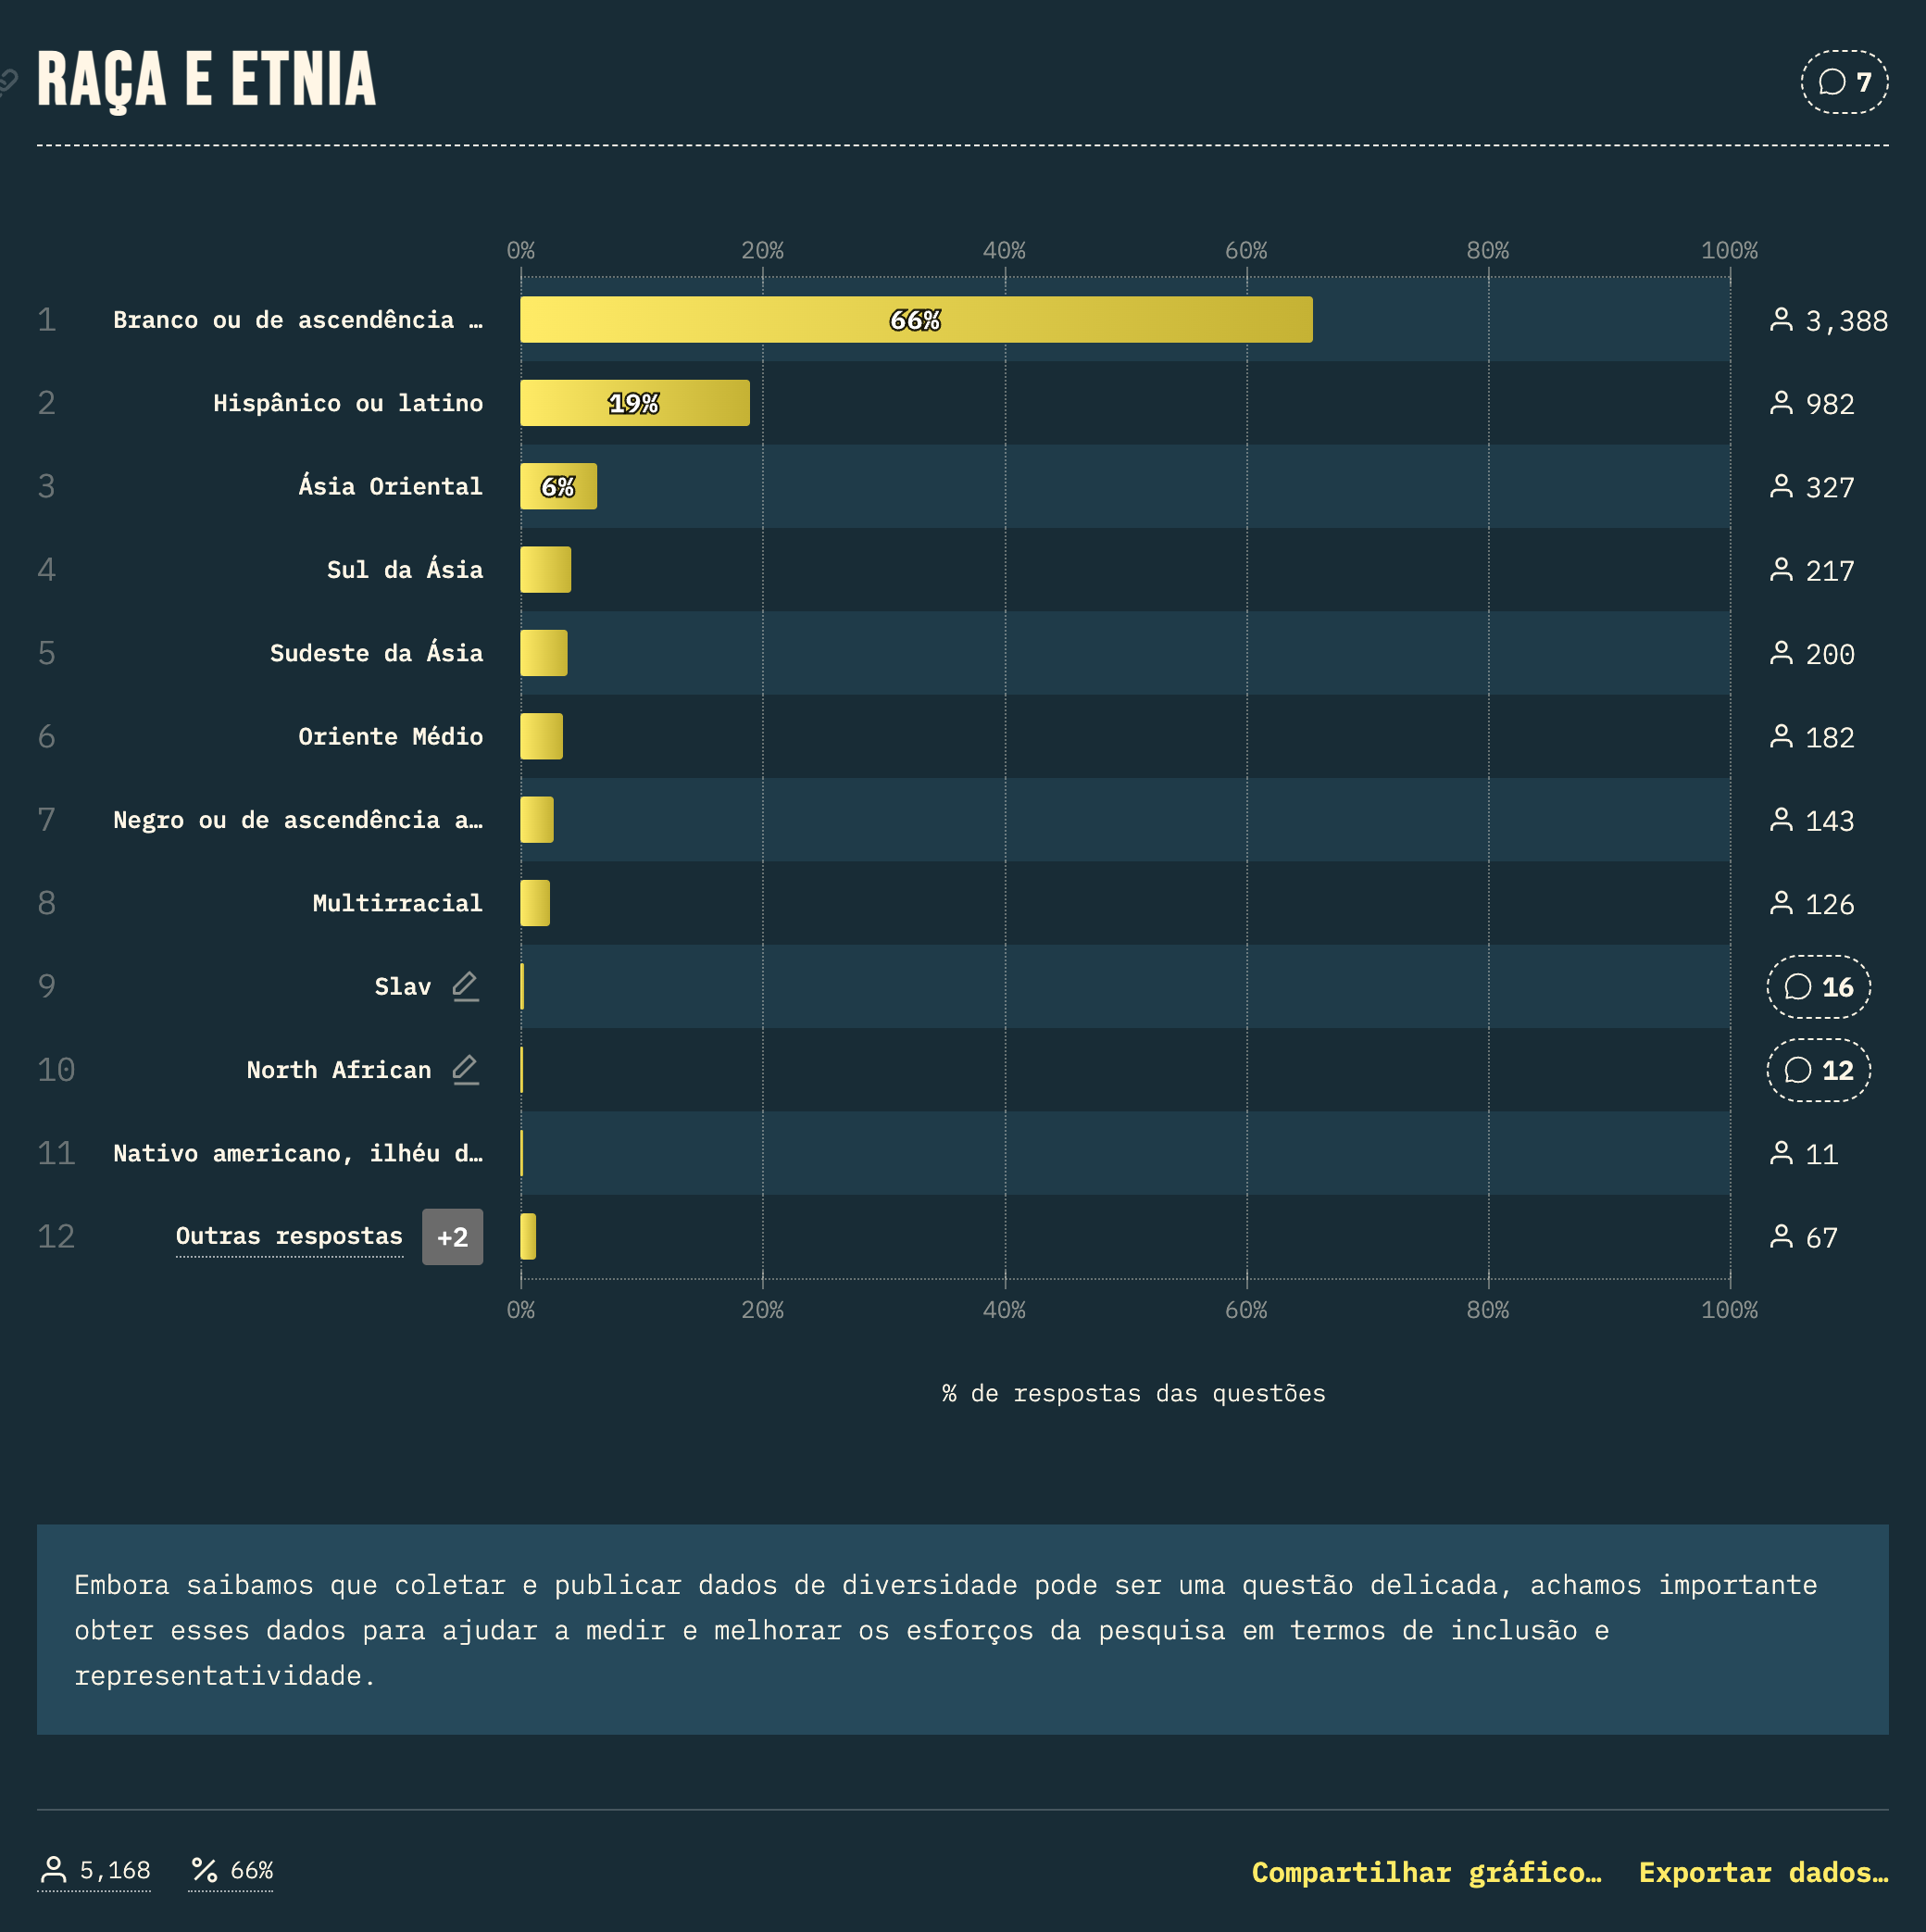 RAÇA E ETNIA
7
0% 20% 40% 60% 80% 100%
1 Branco ou de ascendência … 66% 3,388
2 Hispânico ou latino 19% 982
3 Ásia Oriental 6% 327
4 Sul da Ásia 217
5 Sudeste da Ásia 200
6 Oriente Médio 182
7 Negro ou de ascendência a… 143
8 Multirracial 126
9 Slav 16
10 North African 12
11 Nativo americano, ilhéu d… 11
12 Outras respostas +2 67
0% 20% 40% 60% 80% 100%
% de respostas das questões
Embora saibamos que coletar e publicar dados de diversidade pode ser uma questão delicada, achamos importante
obter esses dados para ajudar a medir e melhorar os esforços da pesquisa em termos de inclusão e
representatividade.
5,168 % 66% Compartilhar gráfico… Exportar dados…